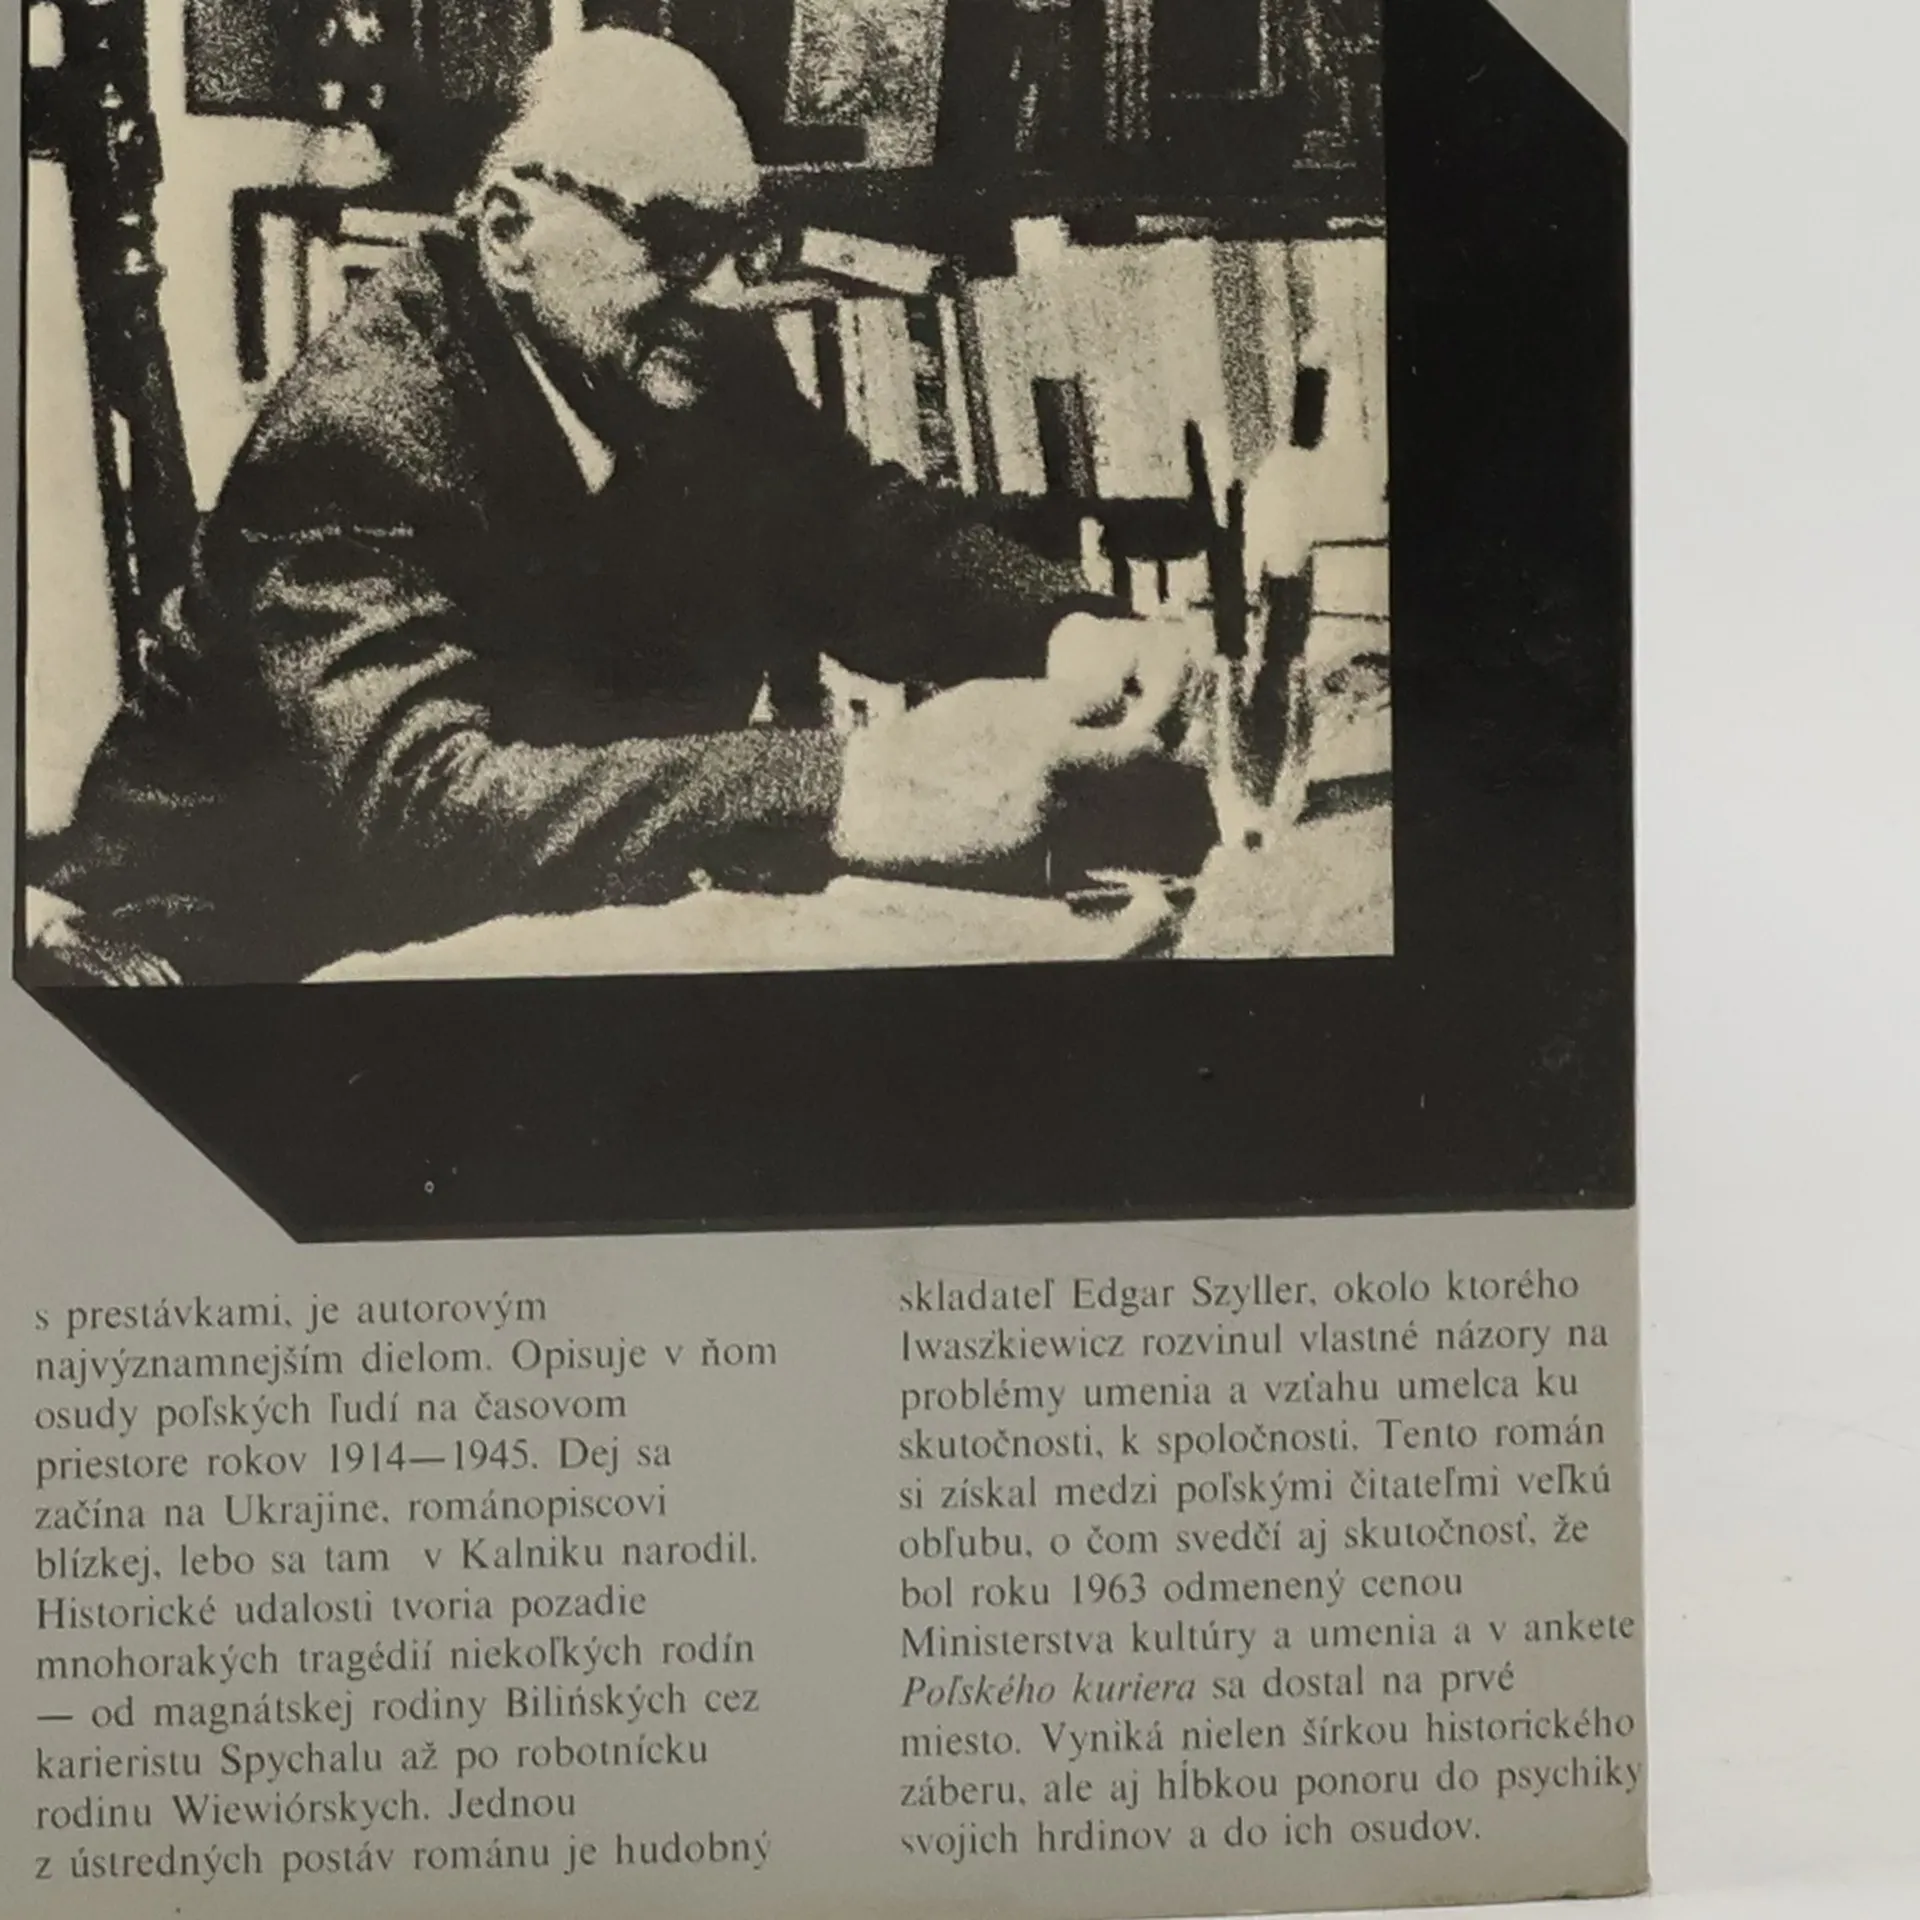 s prestávkami, je autorovým
najvýznamnejším dielom. Opisuje v ňom
osudy poľských ľudí na časovom
priestore rokov 1914—1945. Dej sa
začína na Ukrajine, románopiscovi
blízkej, lebo sa tam v Kalniku narodil.
Historické udalosti tvoria pozadie
mnohorakých tragédií niekoľkých rodín
— od magnátskej rodiny Bilińských cez
karieristu Spychalu až po robotnícku
rodinu Wiewiórskych. Jednou
z ústredných postáv románu je hudobný
skladateľ Edgar Szyller, okolo ktorého
Iwaszkiewicz rozvinul vlastné názory na
problémy umenia a vzťahu umelca ku
skutočnosti, k spoločnosti. Tento román
si získal medzi poľskými čitateľmi veľkú
obľubu, o čom svedčí aj skutočnosť, že
bol roku 1963 odmenený cenou
Ministerstva kultúry a umenia a v ankete
Poľského kuriera sa dostal na prvé
miesto. Vyniká nielen šírkou historického
záberu, ale aj hĺbkou ponoru do psychiky
svojich hrdinov a do ich osudov.